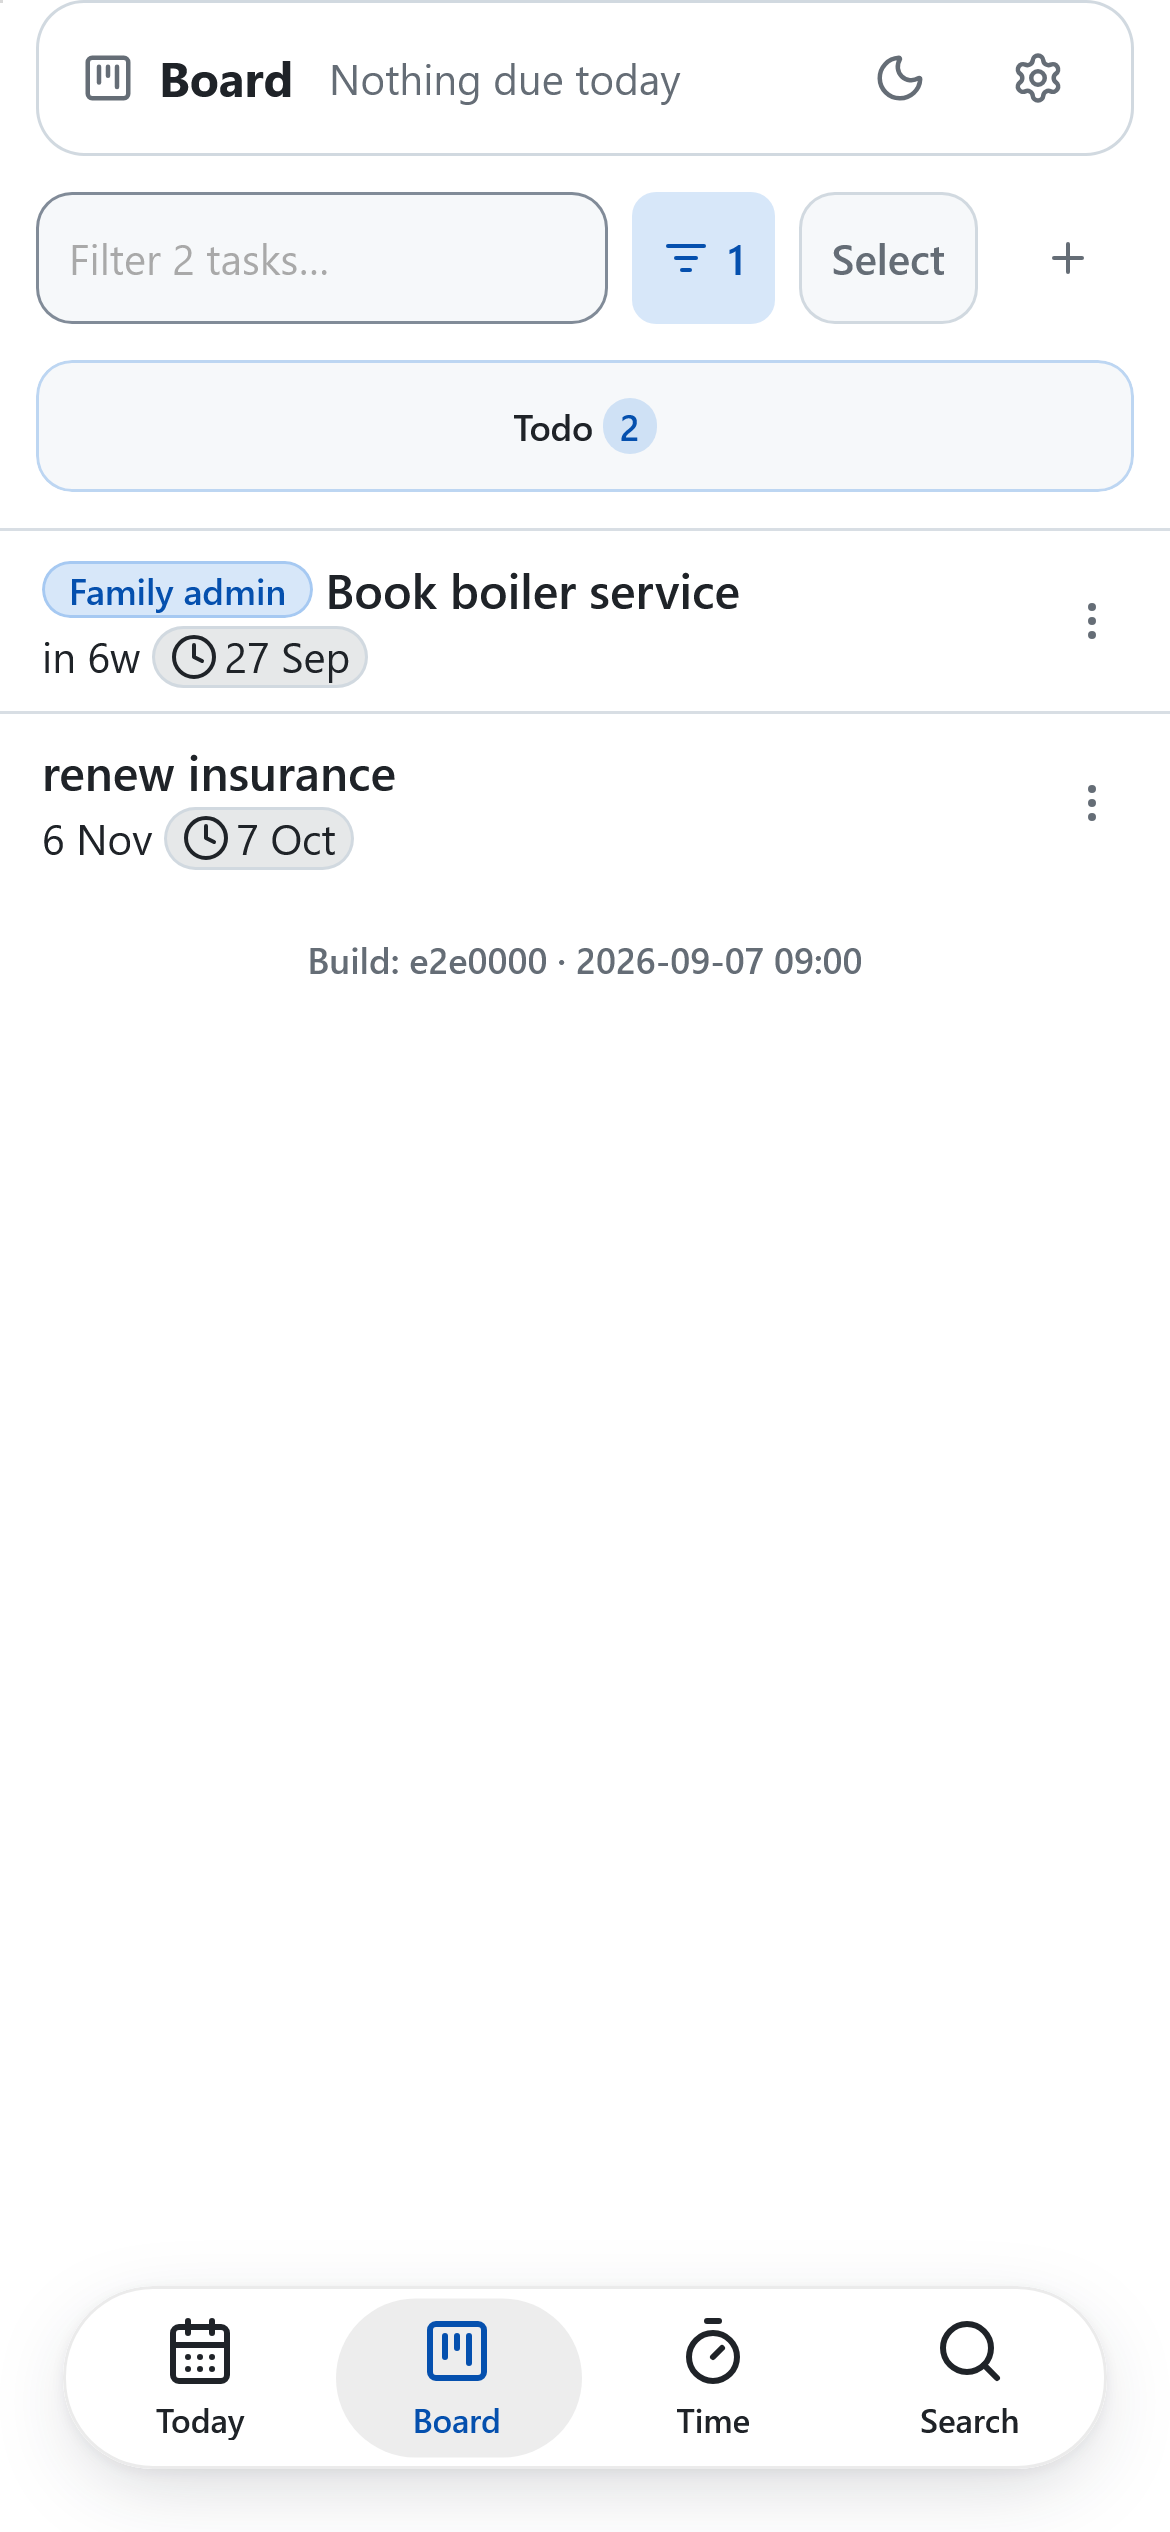 Board Nothing due today
Filter 2 tasks...
1
Select
Todo 2
Family admin Book boiler service
in 6w 27 Sep
renew insurance
6 Nov 7 Oct
Build: e2e0000 · 2026-09-07 09:00
Today
Board
Time
Search